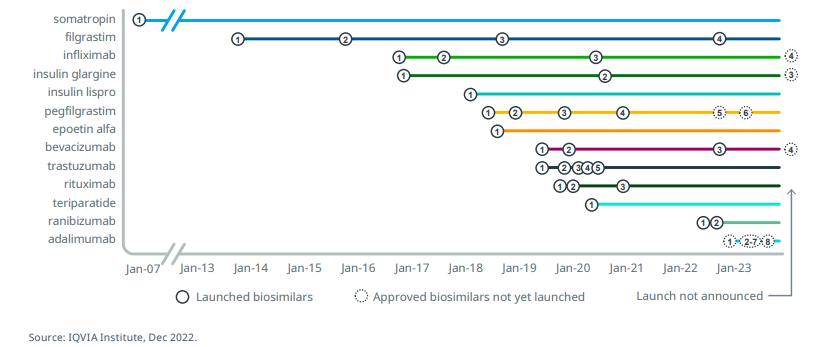 somatropin 1
filgrastim 1 2 3 4
infliximab 1 2 3 4
insulin glargine 1 2 3
insulin lispro 1
pegfilgrastim 1 2 3 4 5 6
epoetin alfa 1
bevacizumab 1 2 3 4
trastuzumab 1 2 3 4 5
rituximab 1 2 3
teriparatide 1
ranibizumab 1 2
adalimumab 1 2-7 8
Jan-07 Jan-13 Jan-14 Jan-15 Jan-16 Jan-17 Jan-18 Jan-19 Jan-20 Jan-21 Jan-22 Jan-23
Launched biosimilars Approved biosimilars not yet launched Launch not announced
Source: IQVIA Institute, Dec 2022.